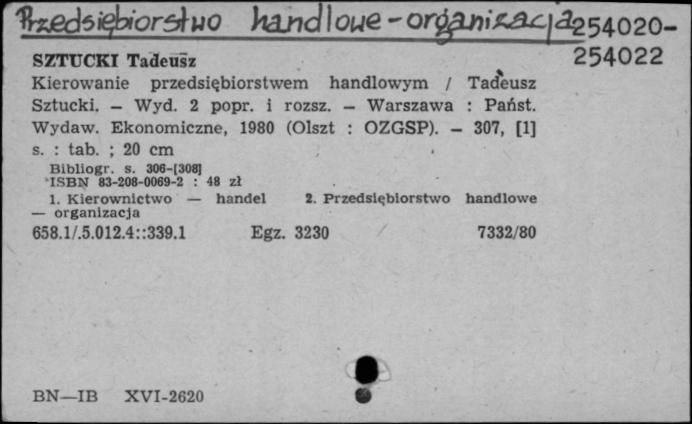 Przedsiębiorstwo handlowe - organizacja 254020-
254022
SZTUCKI Tadeusz
Kierowanie przedsiębiorstwem handlowym / Tadeusz
Sztucki. — Wyd. 2 popr. i rozsz. — Warszawa : Państ.
Wydaw. Ekonomiczne, 1980 (Olszt : OZGSP). — 307, [1]
s. : tab. ; 20 cm
Bibliogr. s. 306-[308]
ISBN 83-208-0069-2 : 48 zł
1. Kierownictwo — handel 2. Przedsiębiorstwo handlowe
— organizacja
658.1/.5.012.4::339.1 Egz. 3230 7332/80
BN—IB XVI-2620